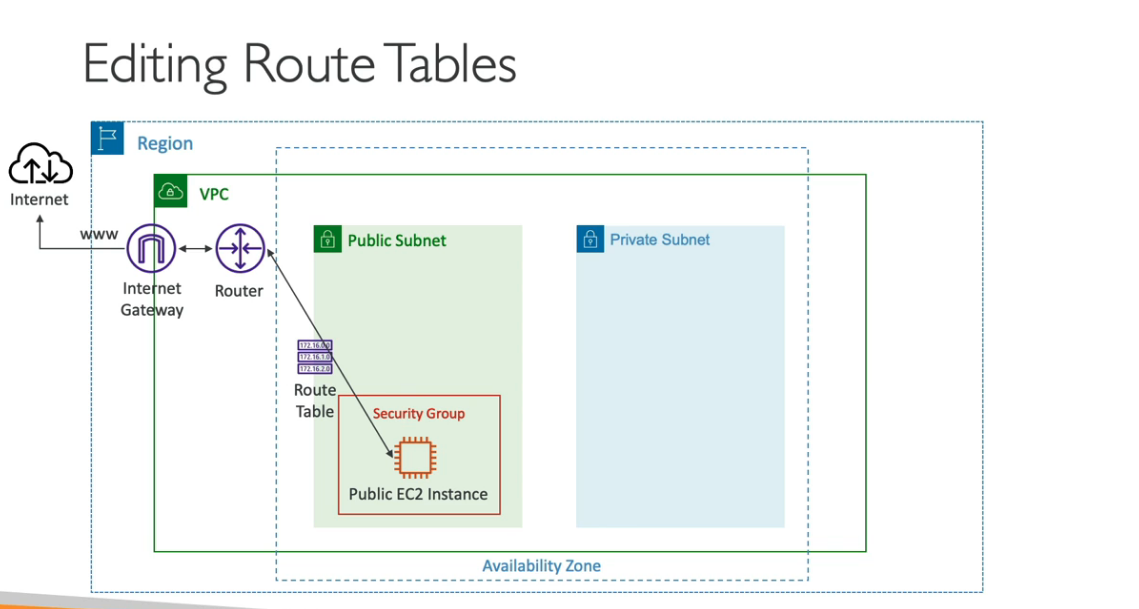 Editing Route Tables
Region
Internet
VPC
www
Internet
Gateway
Router
Public Subnet
Private Subnet
172.16.0.0
172.16.1.0
172.16.2.0
Route
Table
Security Group
Public EC2 Instance
Availability Zone